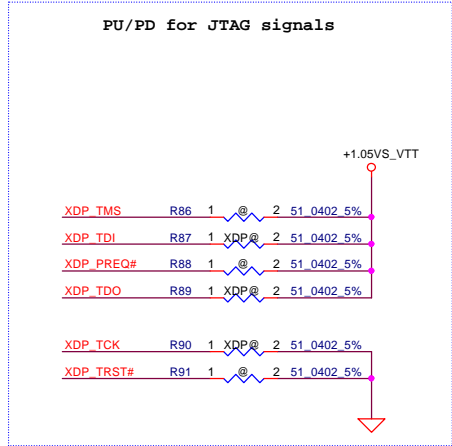 PU/PD for JTAG signals
+1.05VS_VTT
XDP_TMS R86 1 @ 2 51_0402_5%
XDP_TDI R87 1 XDP@ 2 51_0402_5%
XDP_PREQ# R88 1 @ 2 51_0402_5%
XDP_TDO R89 1 XDP@ 2 51_0402_5%
XDP_TCK R90 1 XDP@ 2 51_0402_5%
XDP_TRST# R91 1 @ 2 51_0402_5%